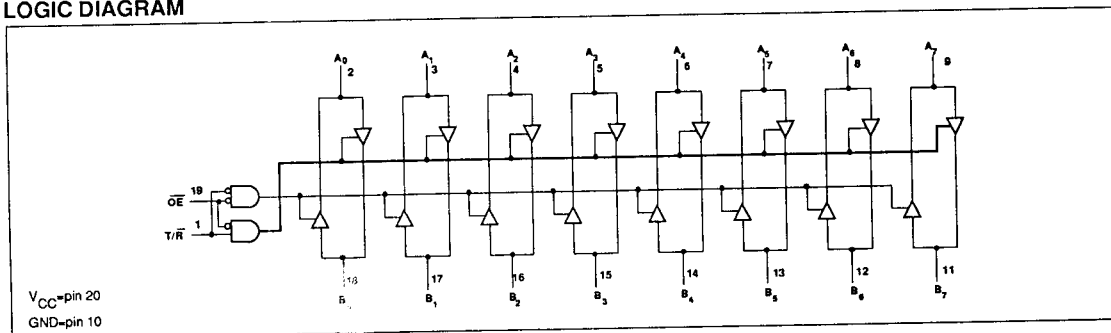 LOGIC DIAGRAM
A0 A1 A2 A3 A4 A5 A6 A7
2 3 4 5 6 7 8 9
OE 19
T/R 1
18 17 16 15 14 13 12 11
B1 B2 B3 B4 B5 B6 B7
VCC=pin 20
GND=pin 10